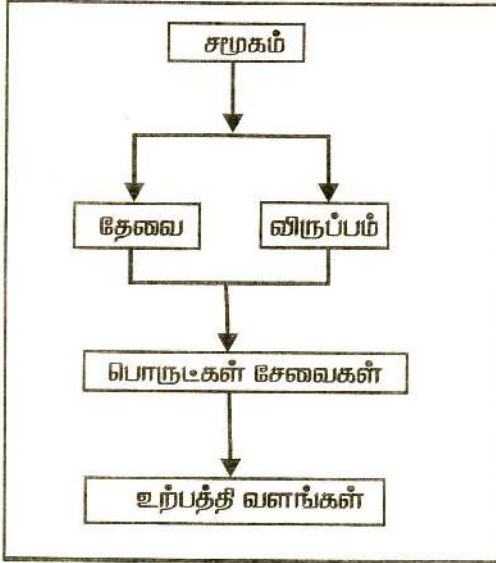 சமூகம்
தேவை
விருப்பம்
பொருட்கள் சேவைகள்
உற்பத்தி வளங்கள்